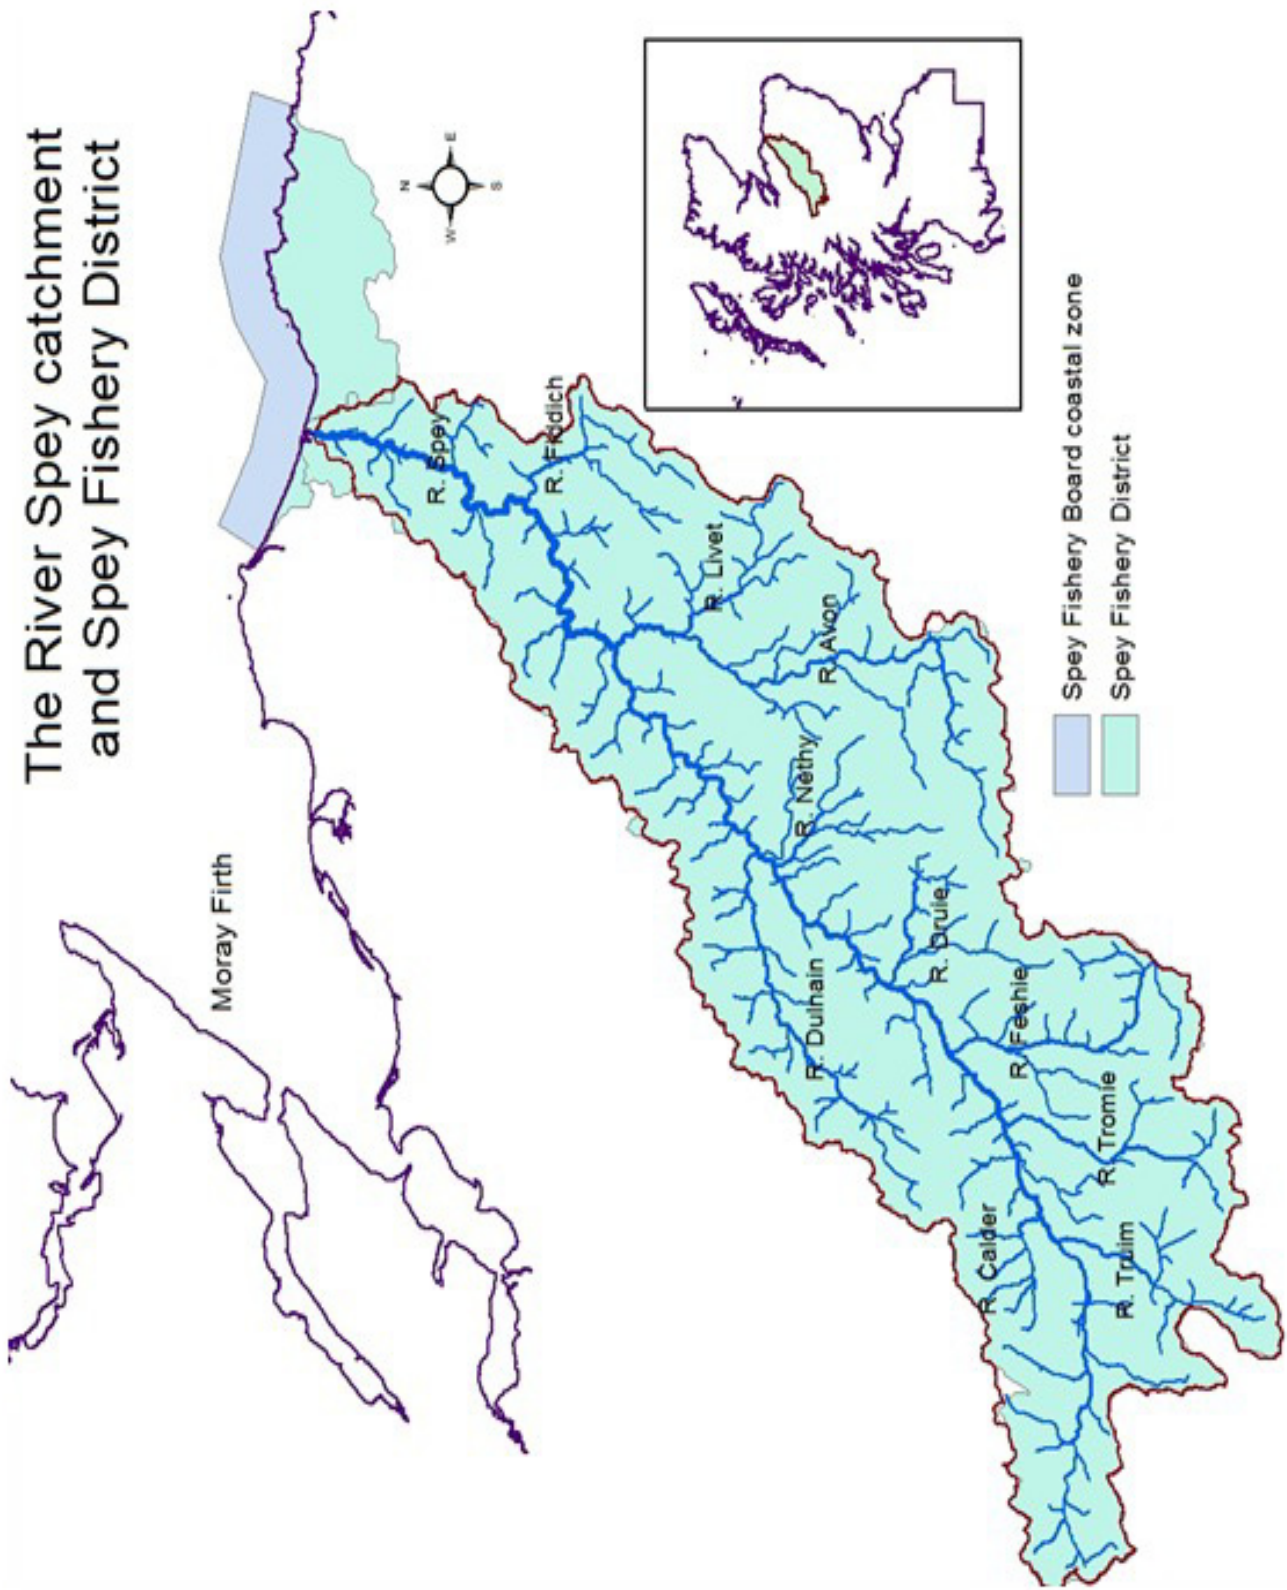 The River Spey catchment
and Spey Fishery District
N
E
S
W
Moray Firth
R. Spey
R. Fiddich
R. Livet
R. Avon
R. Nethy
R. Dulnain
R. Druie
R. Feshie
R. Tromie
R. Calder
R. Truim
Spey Fishery Board coastal zone
Spey Fishery District